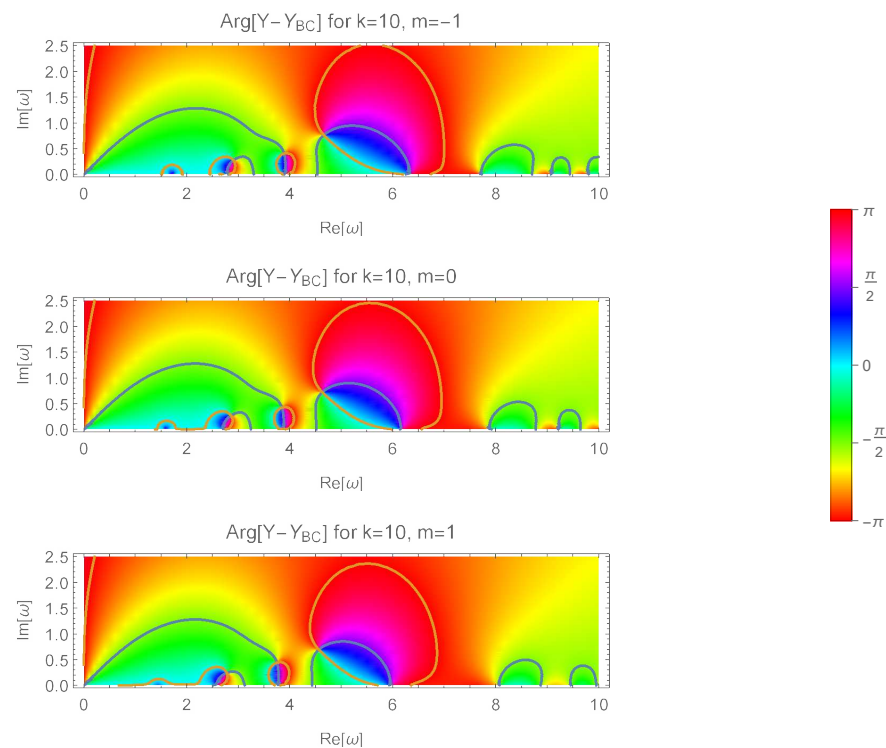 Arg[Y−Y_BC] for k=10, m=−1
Im[ω]
2.5
2.0
1.5
1.0
0.5
0.0
0 2 4 6 8 10
Re[ω]
Arg[Y−Y_BC] for k=10, m=0
Im[ω]
2.5
2.0
1.5
1.0
0.5
0.0
0 2 4 6 8 10
Re[ω]
Arg[Y−Y_BC] for k=10, m=1
Im[ω]
2.5
2.0
1.5
1.0
0.5
0.0
0 2 4 6 8 10
Re[ω]
π
π/2
0
−π/2
−π